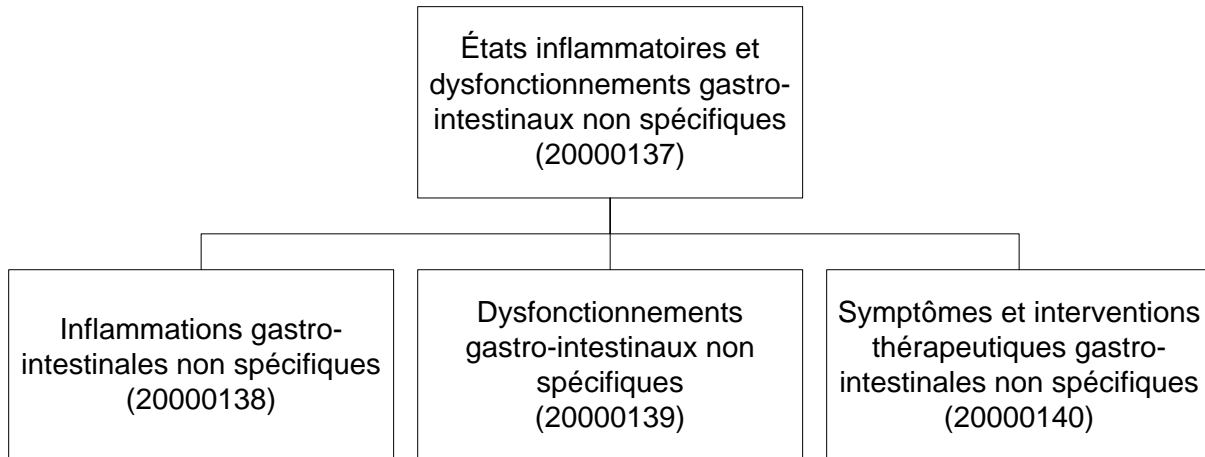 États inflammatoires et
dysfonctionnements gastro-
intestinaux non spécifiques
(20000137)
Inflammations gastro-
intestinales non spécifiques
(20000138)
Dysfonctionnements
gastro-intestinaux non
spécifiques
(20000139)
Symptômes et interventions
thérapeutiques gastro-
intestinales non spécifiques
(20000140)